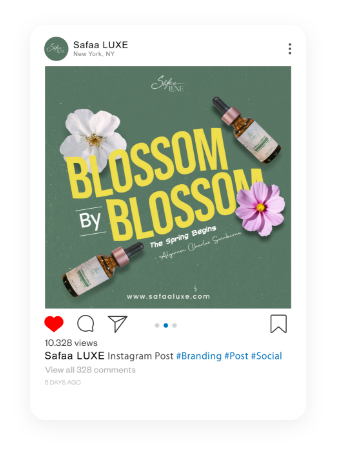 Safaa LUXE
New York, NY
Safaa
LUXE
BLOSSOM
By BLOSSOM
The Spring Begins
www.safaaluxe.com
10.328 views
Safaa LUXE Instagram Post #Branding #Post #Social
View all 328 comments
5 DAYS AGO